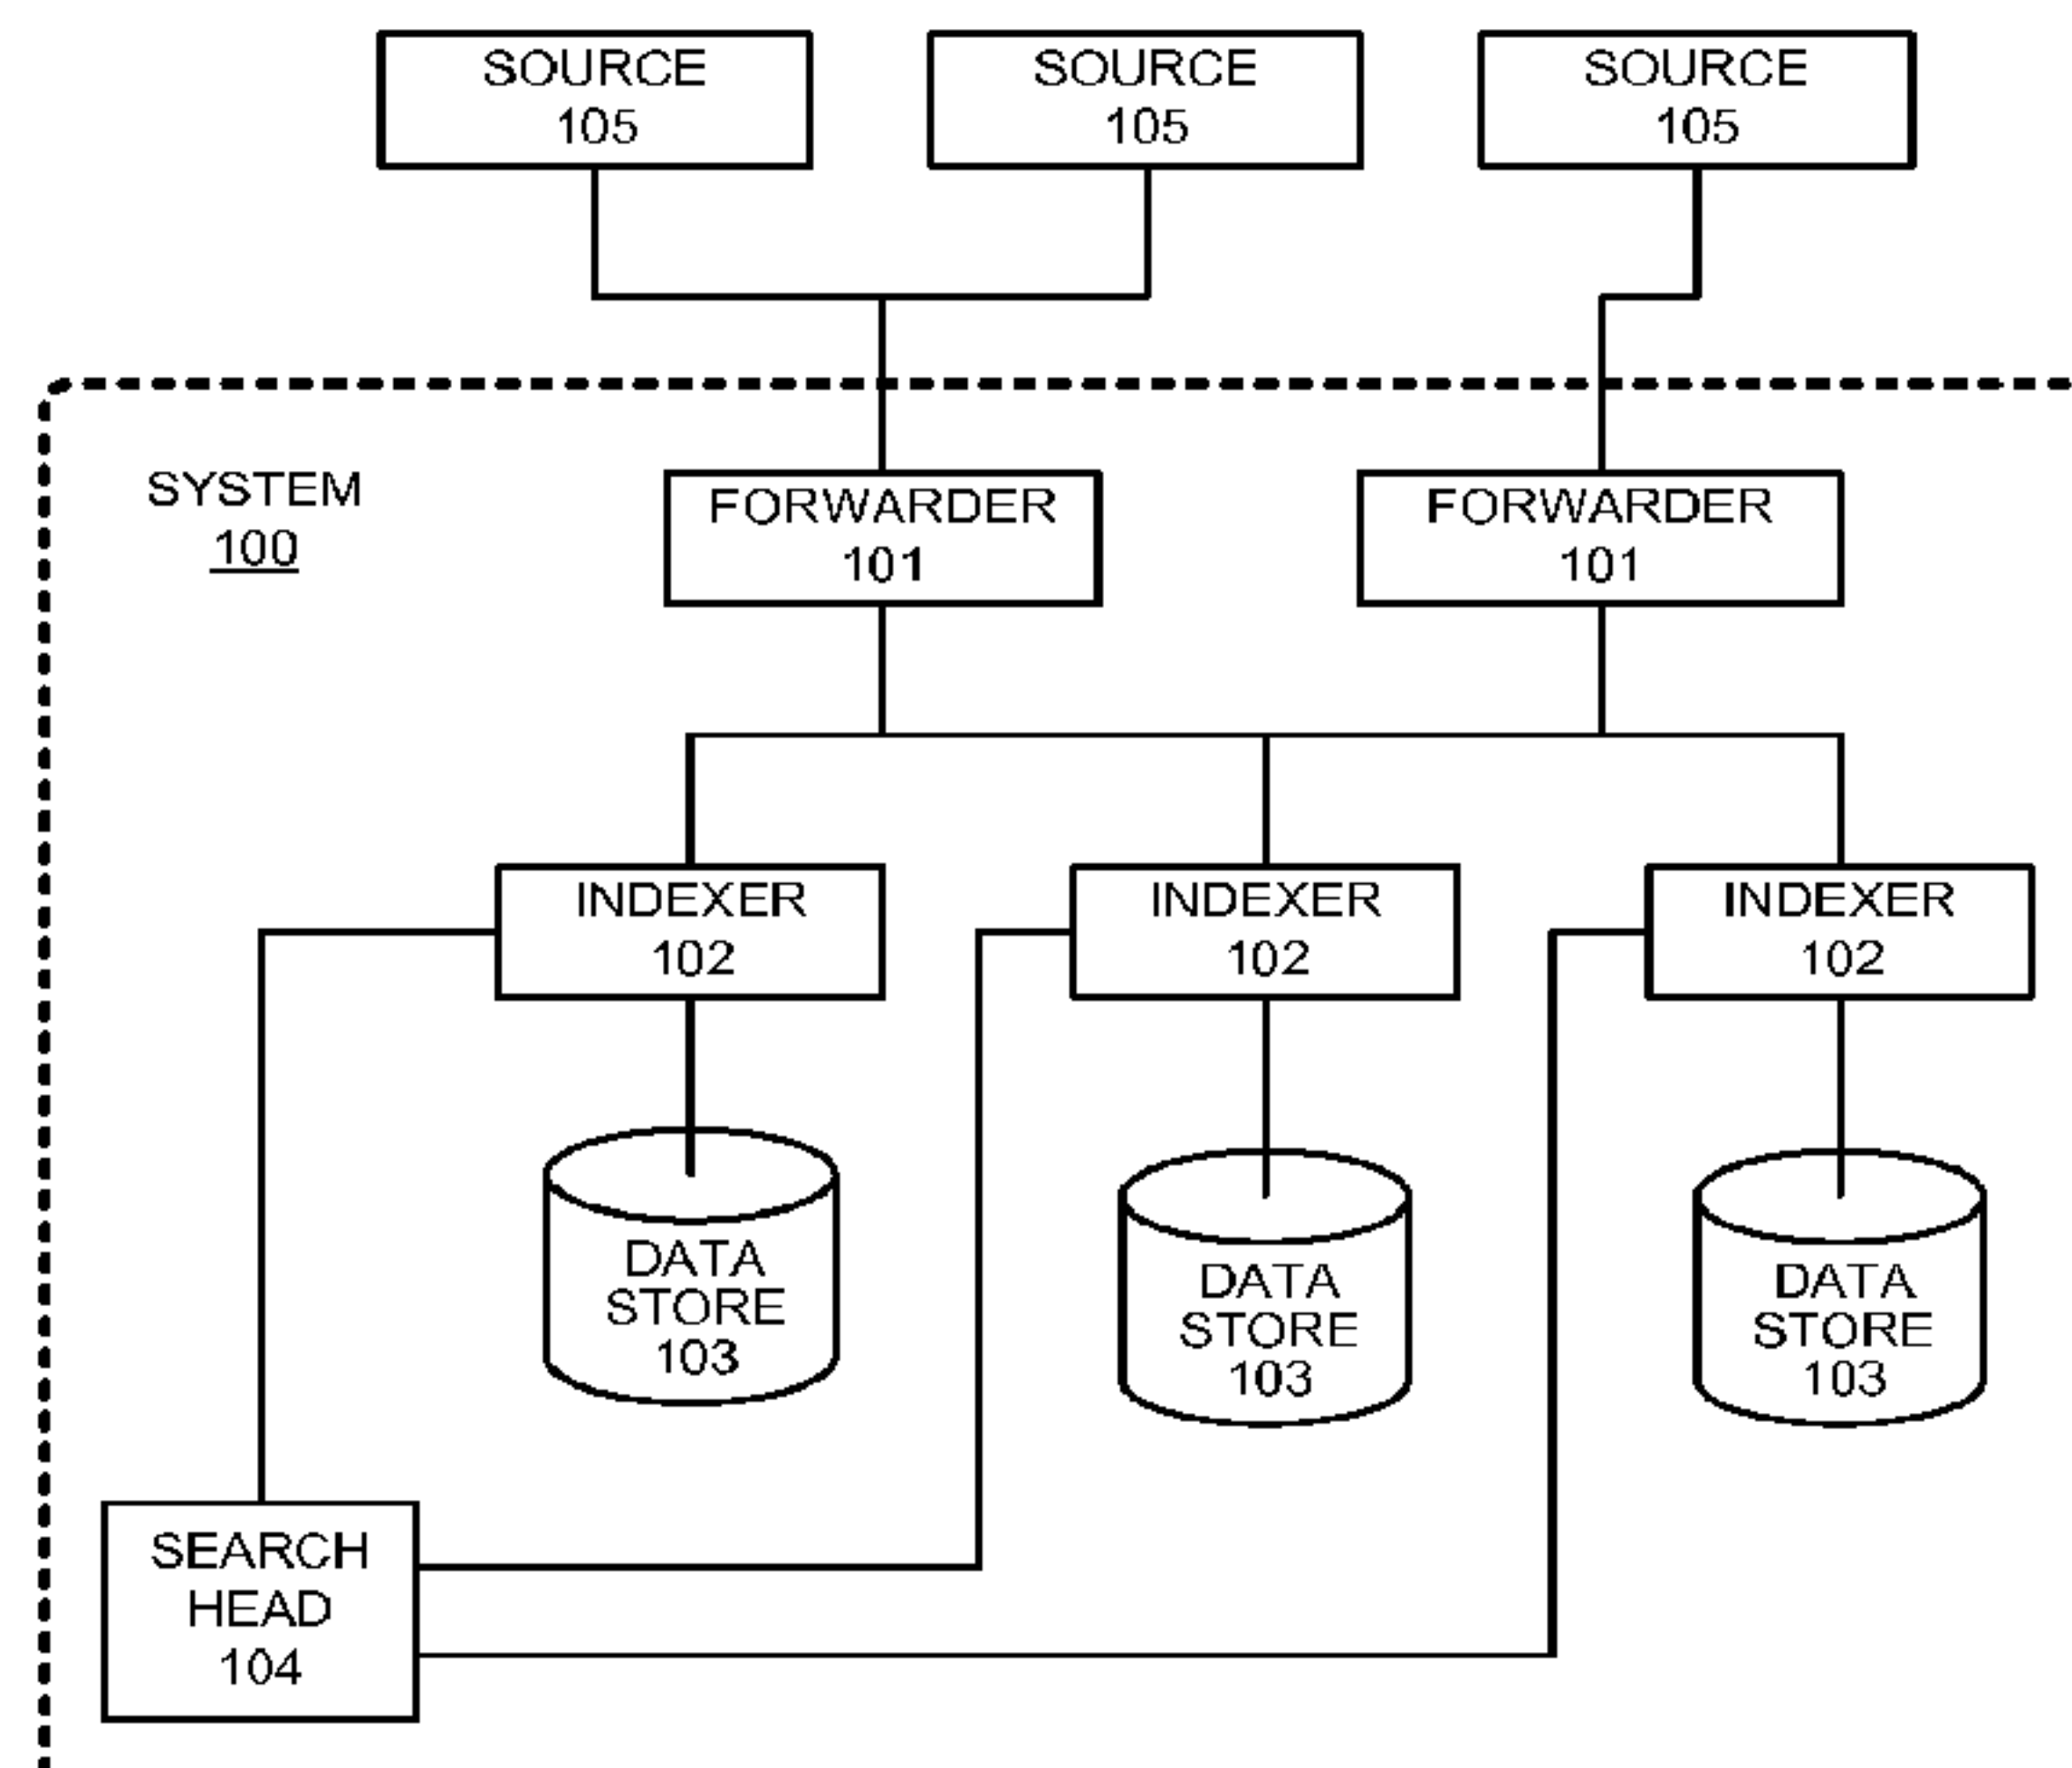 SOURCE
105
SOURCE
105
SOURCE
105
SYSTEM
100
FORWARDER
101
FORWARDER
101
INDEXER
102
INDEXER
102
INDEXER
102
DATA
STORE
103
DATA
STORE
103
DATA
STORE
103
SEARCH
HEAD
104